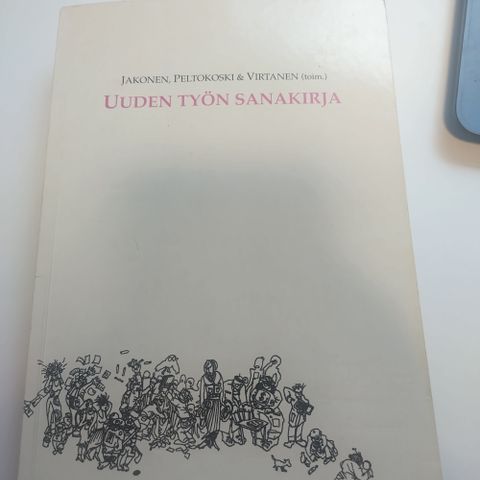 JAKONEN, PELTOKOSKI & VIRTANEN (toim.)
UUDEN TYÖN SANAKIRJA